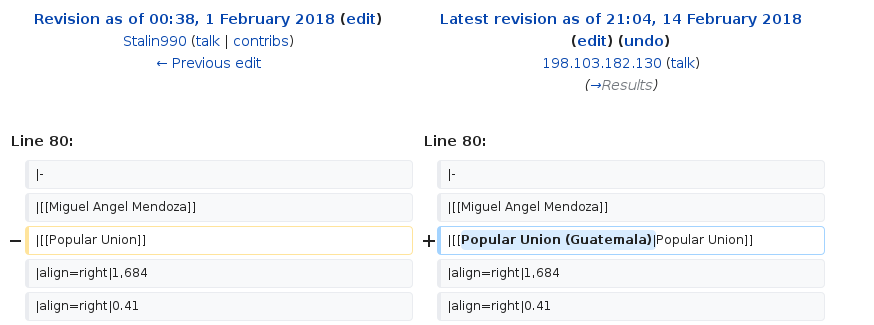 Revision as of 00:38, 1 February 2018 (edit)
Stalin990 (talk | contribs)
← Previous edit
Latest revision as of 21:04, 14 February 2018
(edit) (undo)
198.103.182.130 (talk)
(→Results)
Line 80:
|-
|[[Miguel Angel Mendoza]]
− |[[Popular Union]]
|align=right|1,684
|align=right|0.41
Line 80:
|-
|[[Miguel Angel Mendoza]]
+ |[[Popular Union (Guatemala)|Popular Union]]
|align=right|1,684
|align=right|0.41